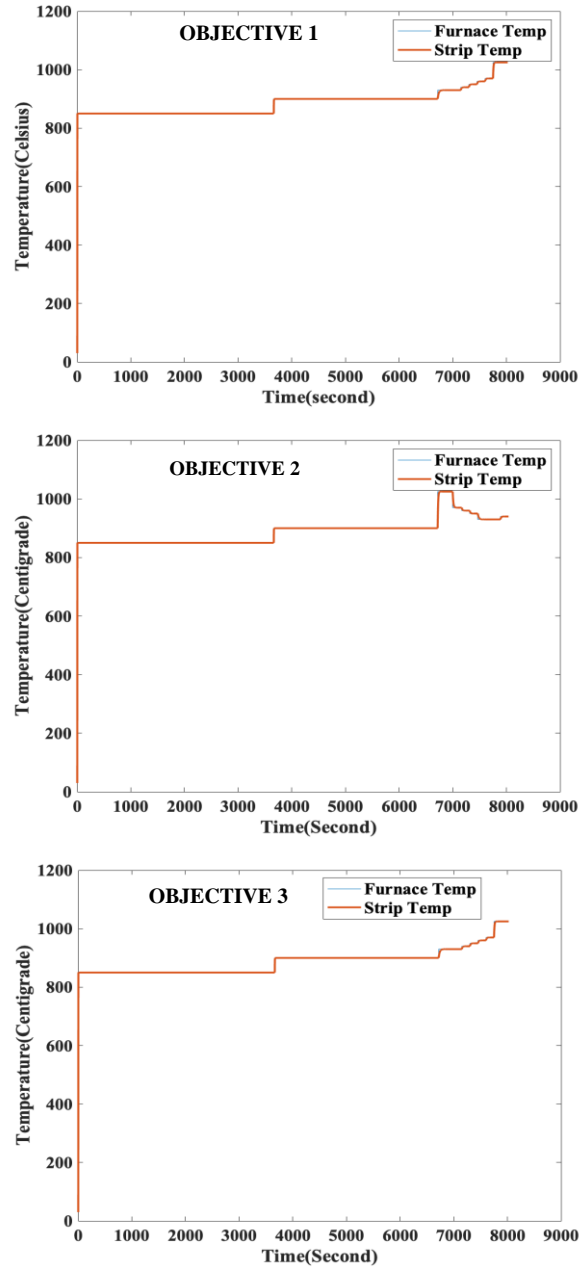 OBJECTIVE 1
Furnace Temp
Strip Temp
1200
1000
800
600
400
200
0
Temperature(Celsius)
0 1000 2000 3000 4000 5000 6000 7000 8000 9000
Time(second)
OBJECTIVE 2
Furnace Temp
Strip Temp
1200
1000
800
600
400
200
0
Temperature(Centigrade)
0 1000 2000 3000 4000 5000 6000 7000 8000 9000
Time(Second)
OBJECTIVE 3
Furnace Temp
Strip Temp
1200
1000
800
600
400
200
0
Temperature(Centigrade)
0 1000 2000 3000 4000 5000 6000 7000 8000 9000
Time(Second)